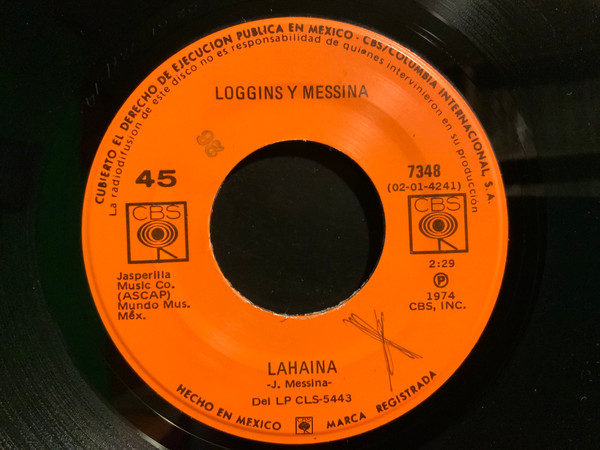 CUBIERTO EL DERECHO DE EJECUCION PUBLICA EN MEXICO - CBS/COLUMBIA INTERNACIONAL, S.A.
La radiodifusion de este disco no es responsabilidad de quienes intervinieron en su producción
LOGGINS Y MESSINA
45
7348
(02-01-4241)
CBS
CBS
2:29
Ⓟ
1974
CBS, INC.
Jasperilla
Music Co.
(ASCAP)
Mundo Mus.
Méx.
LAHAINA
-J. Messina-
Del LP CLS-5443
HECHO EN MEXICO CBS MARCA REGISTRADA